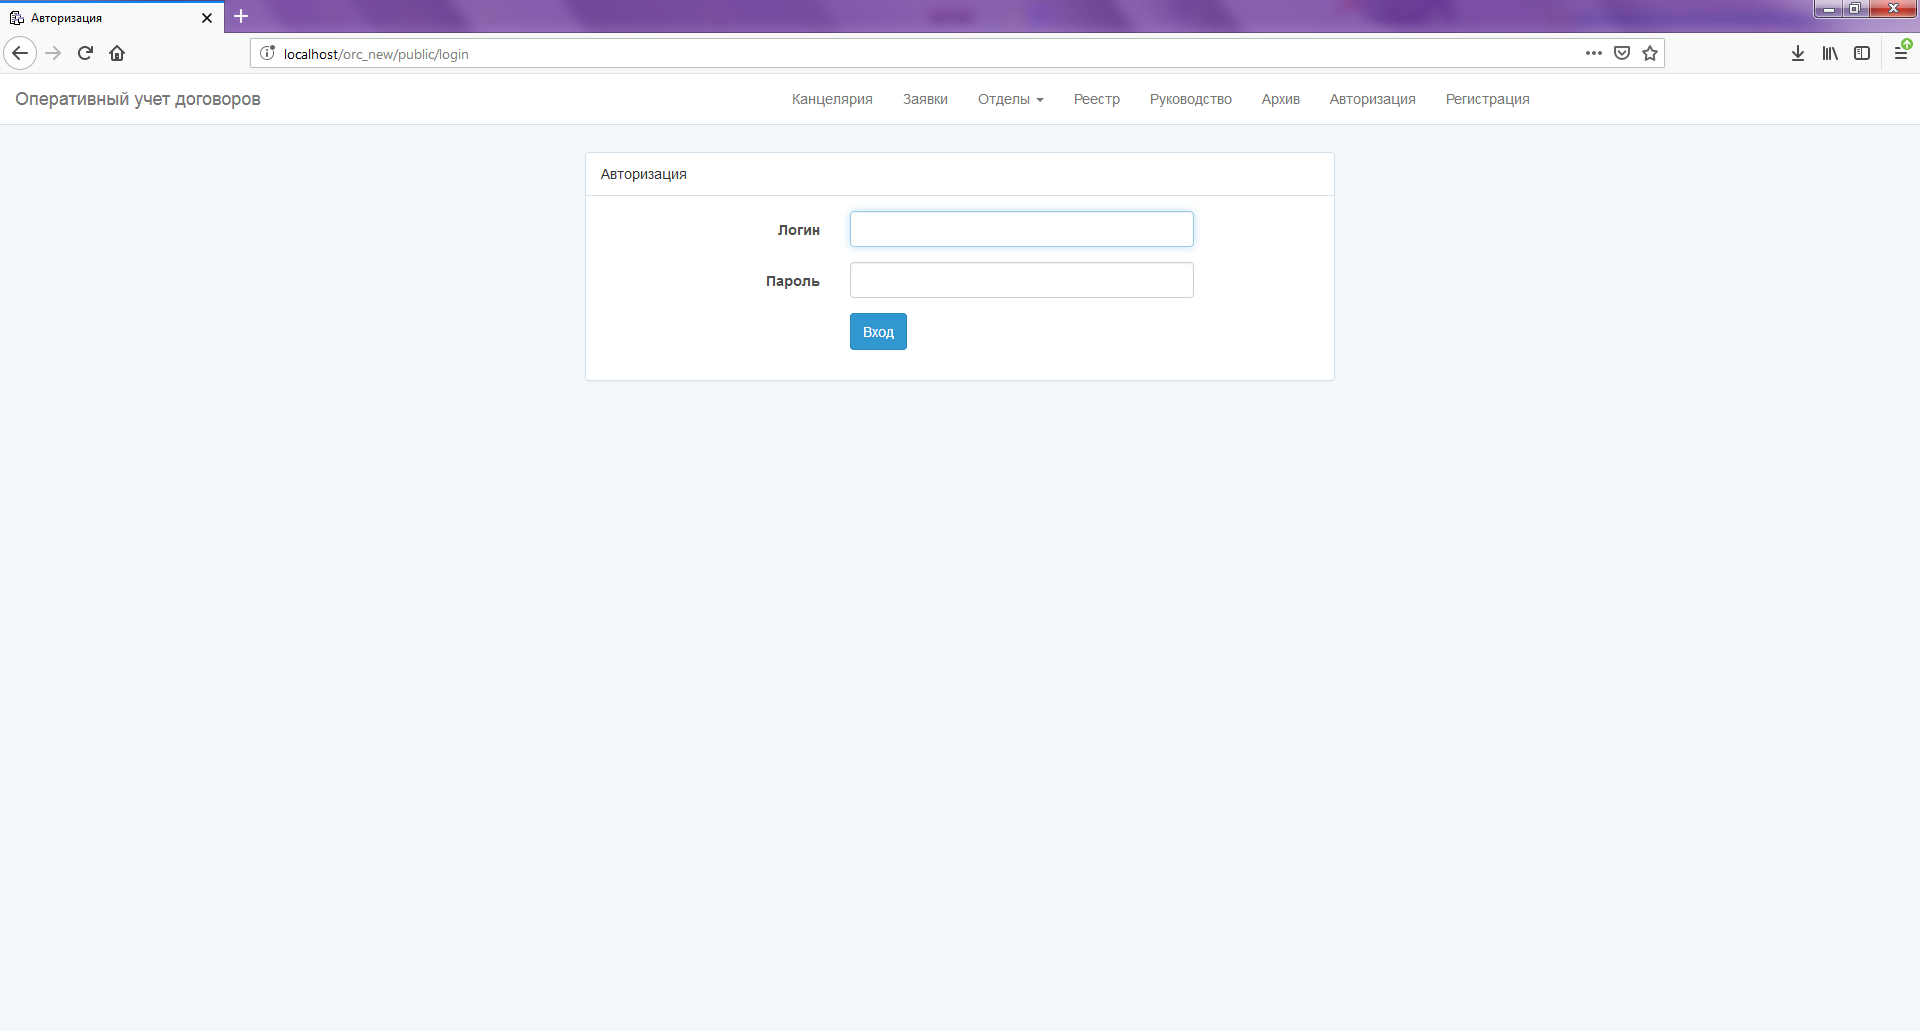 Авторизация
localhost/orc_new/public/login
Оперативный учет договоров
Канцелярия Заявки Отделы Реестр Руководство Архив Авторизация Регистрация
Авторизация
Логин
Пароль
Вход